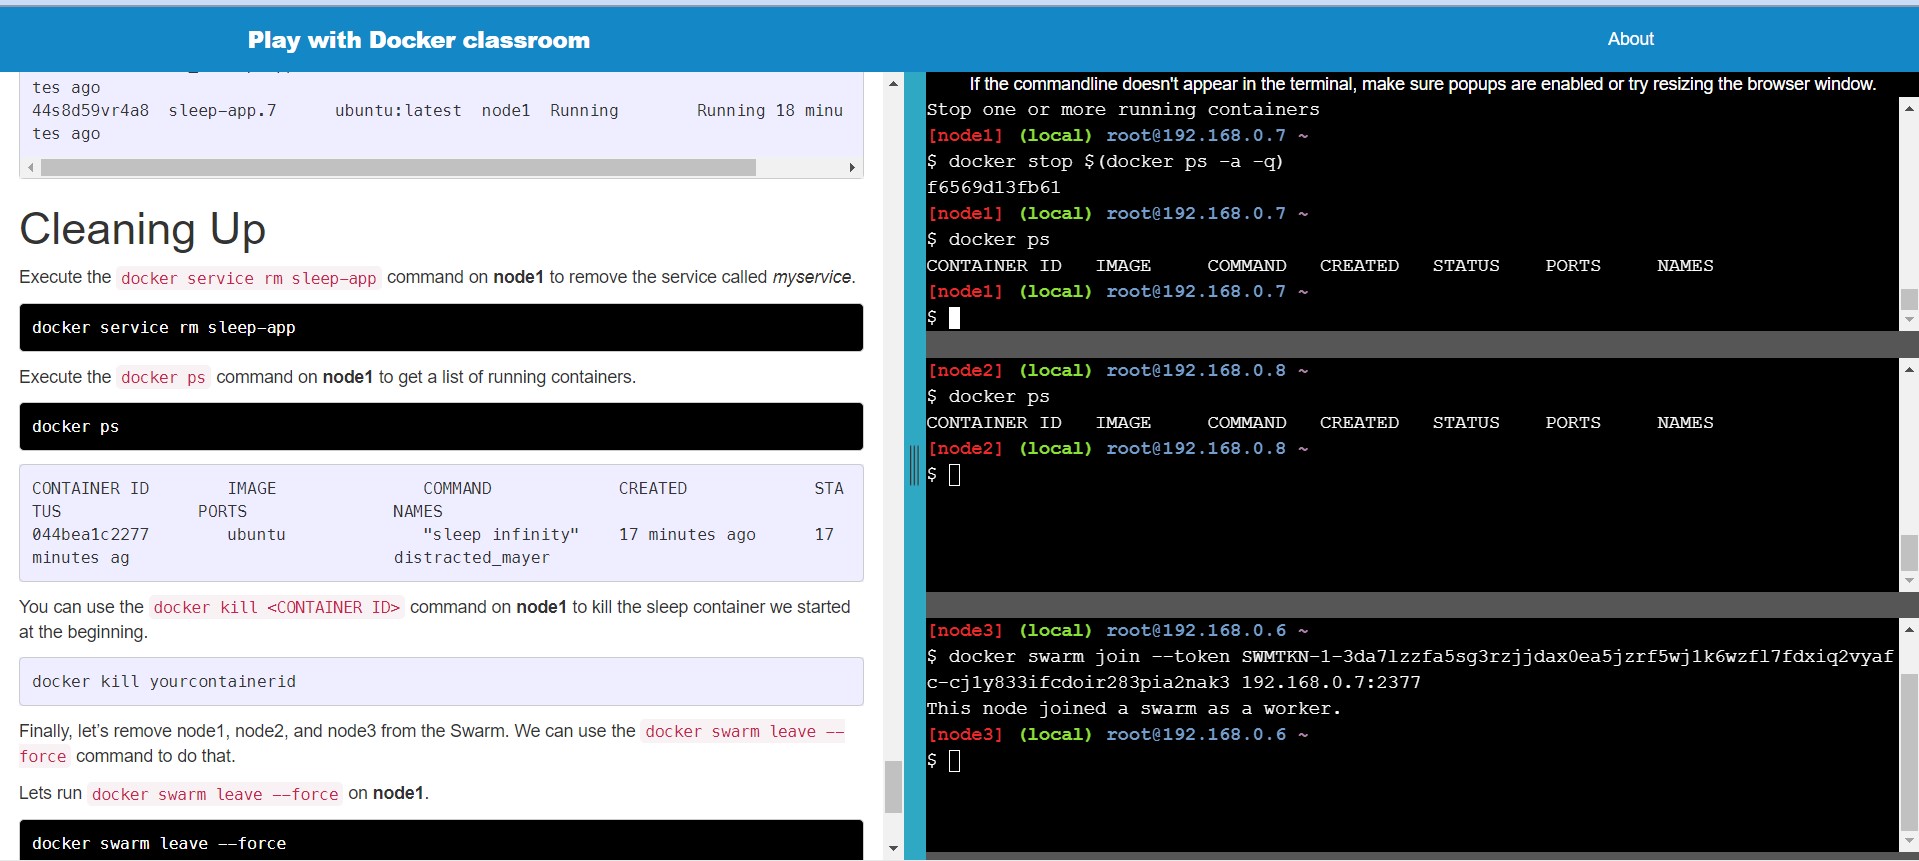 Play with Docker classroom
About
tes ago
44s8d59vr4a8  sleep-app.7      ubuntu:latest  node1  Running        Running 18 minu
tes ago
Cleaning Up
Execute the docker service rm sleep-app command on node1 to remove the service called myservice.
docker service rm sleep-app
Execute the docker ps command on node1 to get a list of running containers.
docker ps
CONTAINER ID        IMAGE               COMMAND             CREATED             STA
TUS              PORTS               NAMES
044bea1c2277        ubuntu              "sleep infinity"    17 minutes ago      17
minutes ag                           distracted_mayer
You can use the docker kill <CONTAINER ID> command on node1 to kill the sleep container we started
at the beginning.
docker kill yourcontainerid
Finally, let's remove node1, node2, and node3 from the Swarm. We can use the docker swarm leave --
force command to do that.
Lets run docker swarm leave --force on node1.
docker swarm leave --force
If the commandline doesn't appear in the terminal, make sure popups are enabled or try resizing the browser window.
Stop one or more running containers
[node1] (local) root@192.168.0.7 ~
$ docker stop $(docker ps -a -q)
f6569d13fb61
[node1] (local) root@192.168.0.7 ~
$ docker ps
CONTAINER ID   IMAGE     COMMAND   CREATED   STATUS    PORTS     NAMES
[node1] (local) root@192.168.0.7 ~
$
[node2] (local) root@192.168.0.8 ~
$ docker ps
CONTAINER ID   IMAGE     COMMAND   CREATED   STATUS    PORTS     NAMES
[node2] (local) root@192.168.0.8 ~
$
[node3] (local) root@192.168.0.6 ~
$ docker swarm join --token SWMTKN-1-3da7lzzfa5sg3rzjjdax0ea5jzrf5wj1k6wzfl7fdxiq2vyaf
c-cj1y833ifcdoir283pia2nak3 192.168.0.7:2377
This node joined a swarm as a worker.
[node3] (local) root@192.168.0.6 ~
$